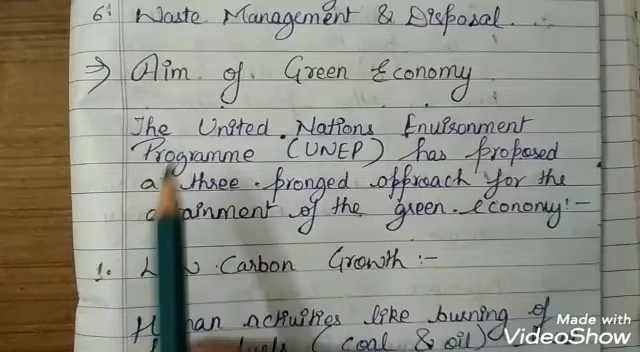 6. Waste Management & Disposal.
⇒ Aim of Green Economy
The United Nations Environment
Programme (UNEP) has proposed
a three pronged approach for the
of the green economy:-
1. Carbon Growth:-
activities like burning of
(coal & oil)
Made with
VideoShow